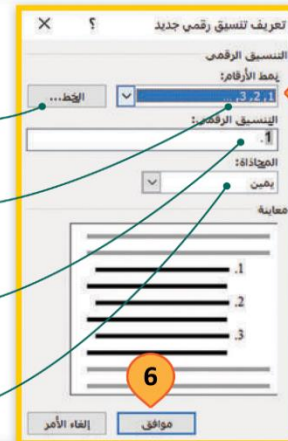 تعريف تنسيق رقمي جديد ؟ ×
التنسيق الرقمي
نمط الأرقام:
1, 2, 3, ... الخط...
التنسيق الرقمي:
1.
المحاذاة:
يمين
معاينة
1.
2.
3.
6
موافق إلغاء الأمر